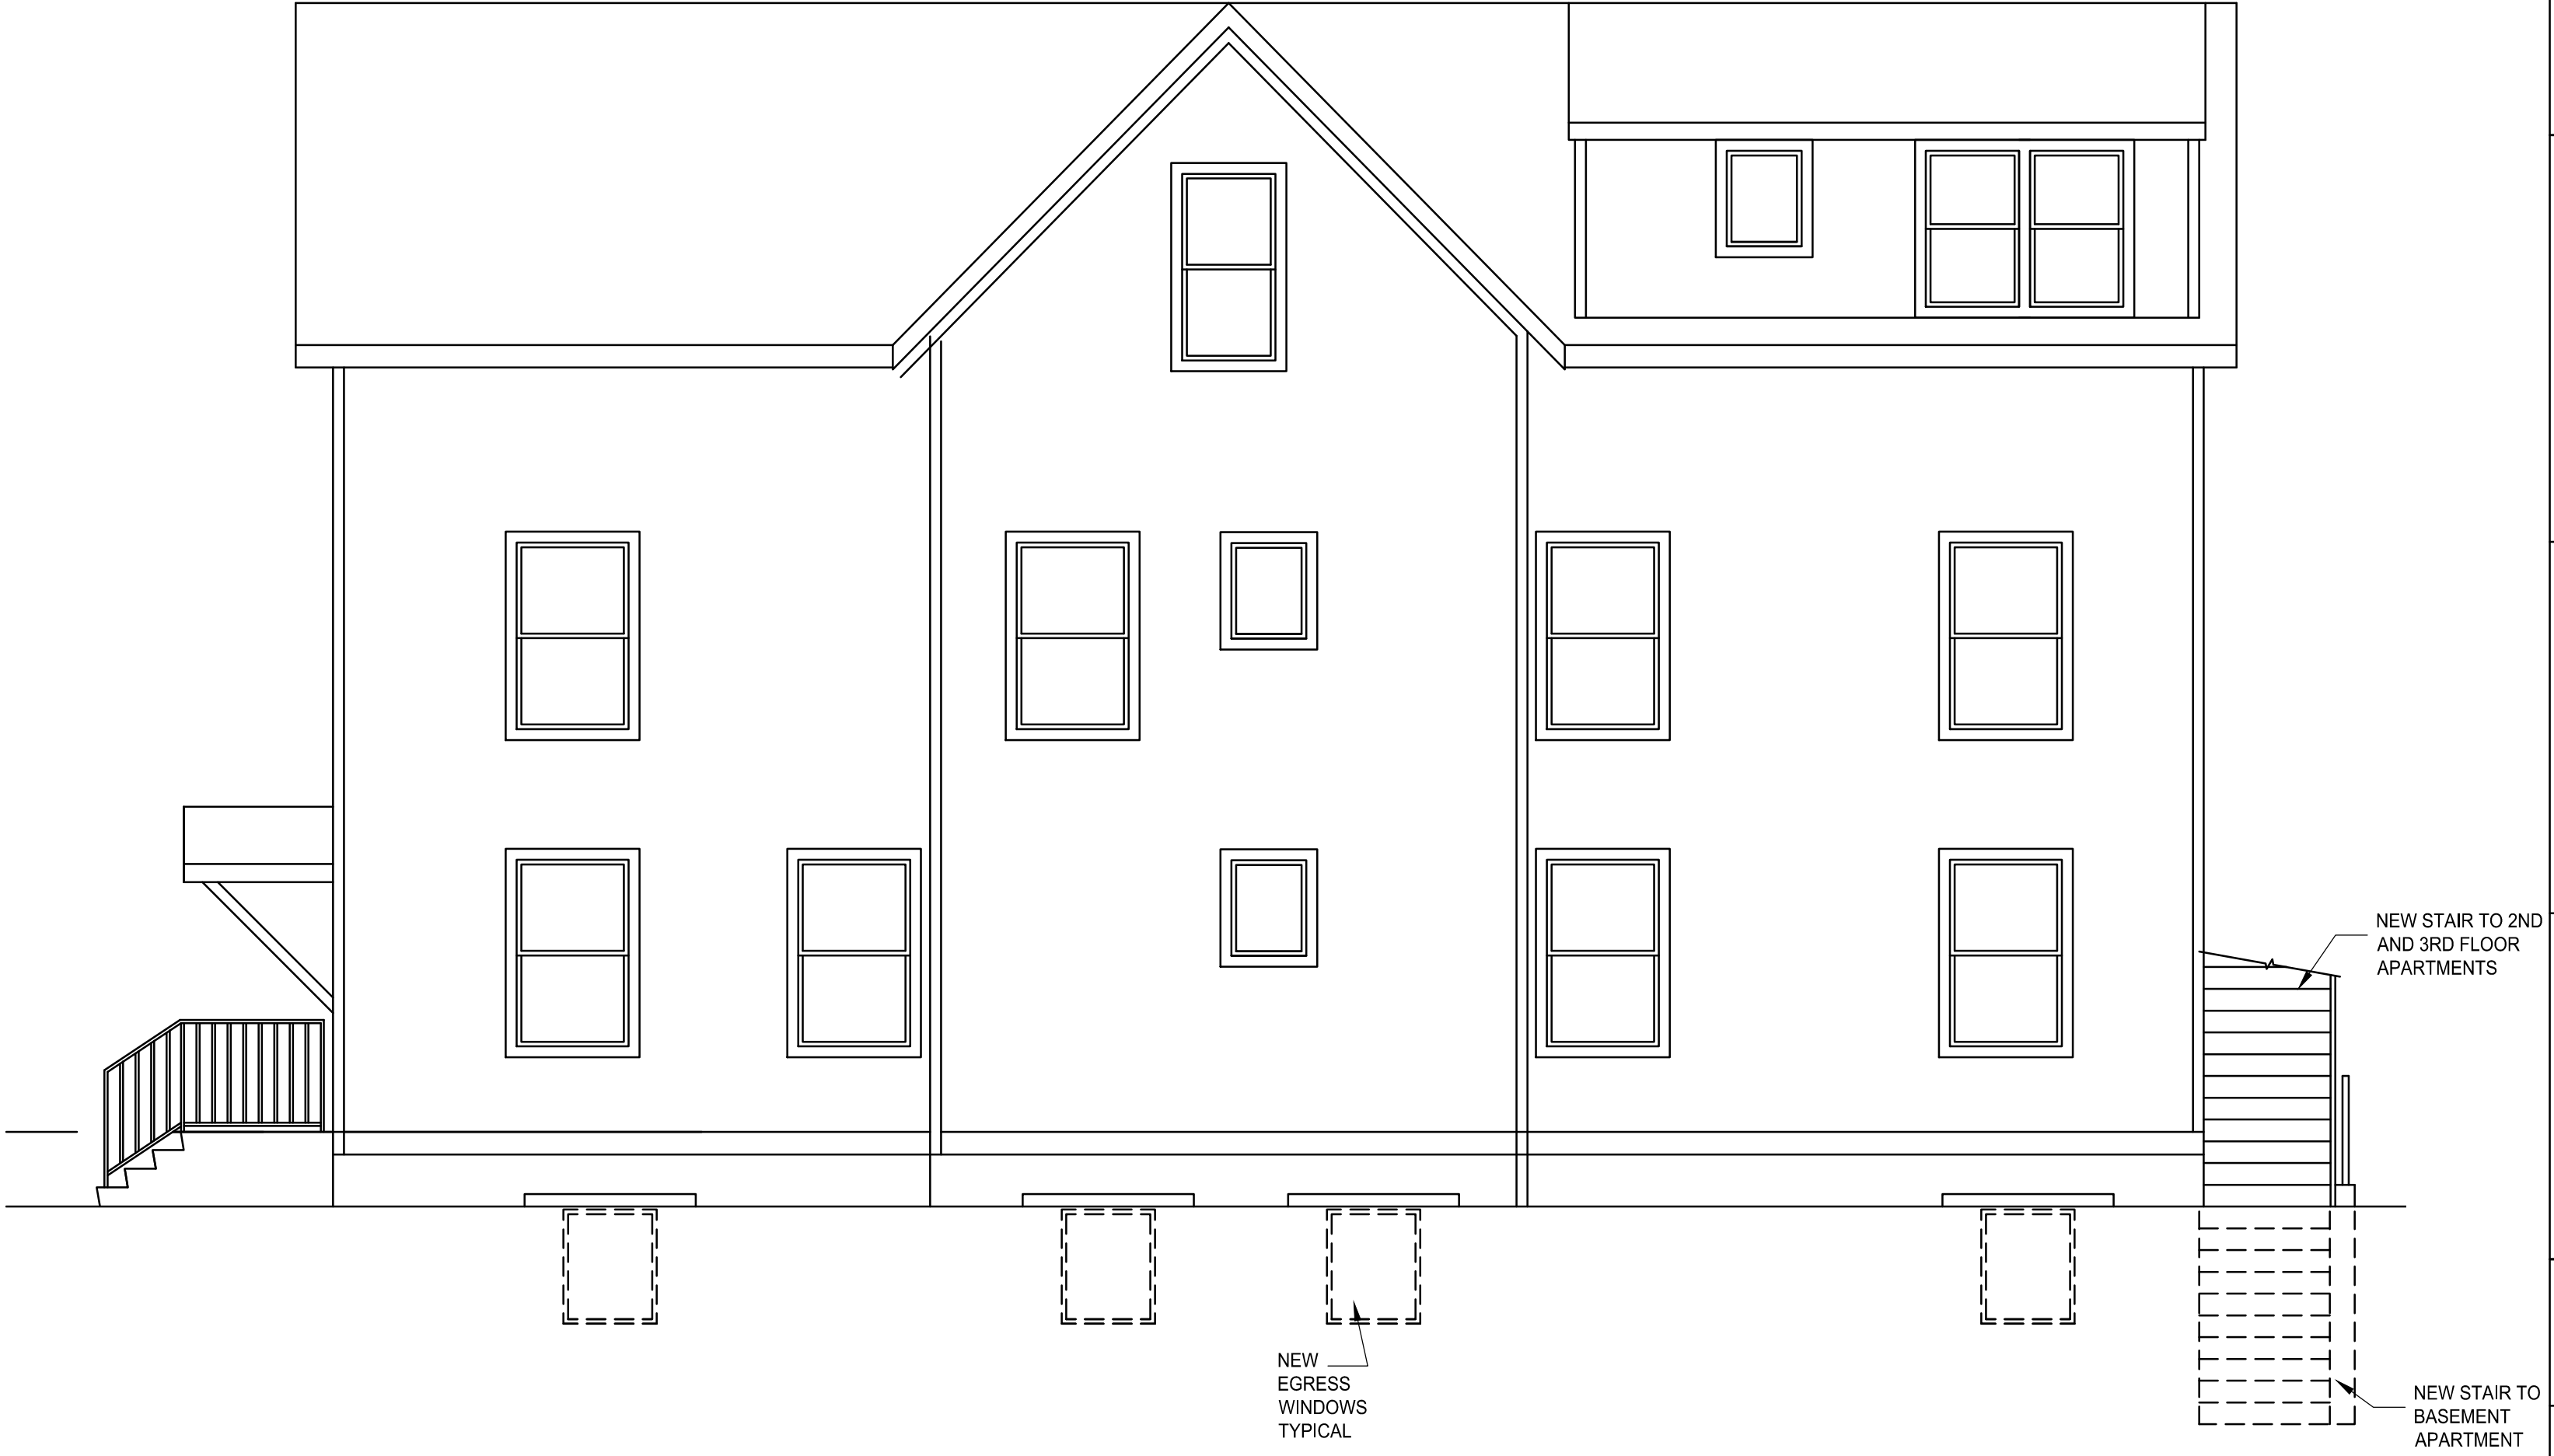 NEW STAIR TO 2ND
AND 3RD FLOOR
APARTMENTS
NEW
EGRESS
WINDOWS
TYPICAL
NEW STAIR TO
BASEMENT
APARTMENT